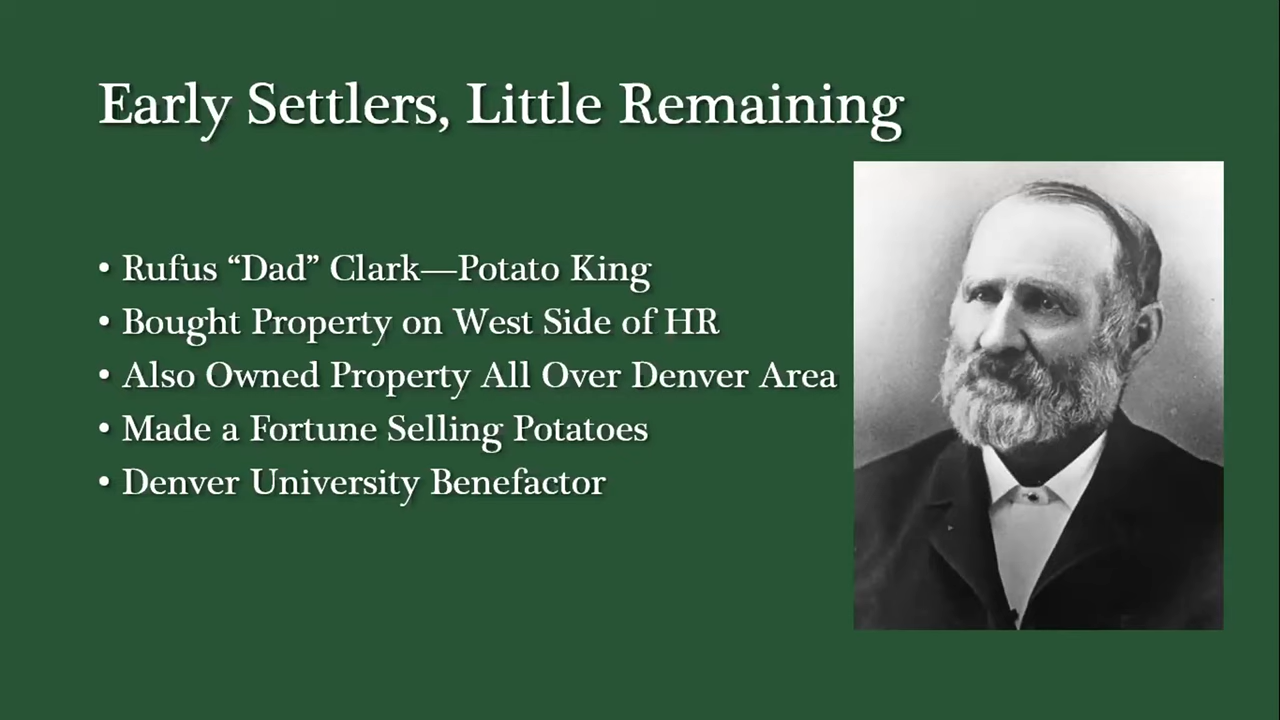 Early Settlers, Little Remaining
• Rufus “Dad” Clark—Potato King
• Bought Property on West Side of HR
• Also Owned Property All Over Denver Area
• Made a Fortune Selling Potatoes
• Denver University Benefactor